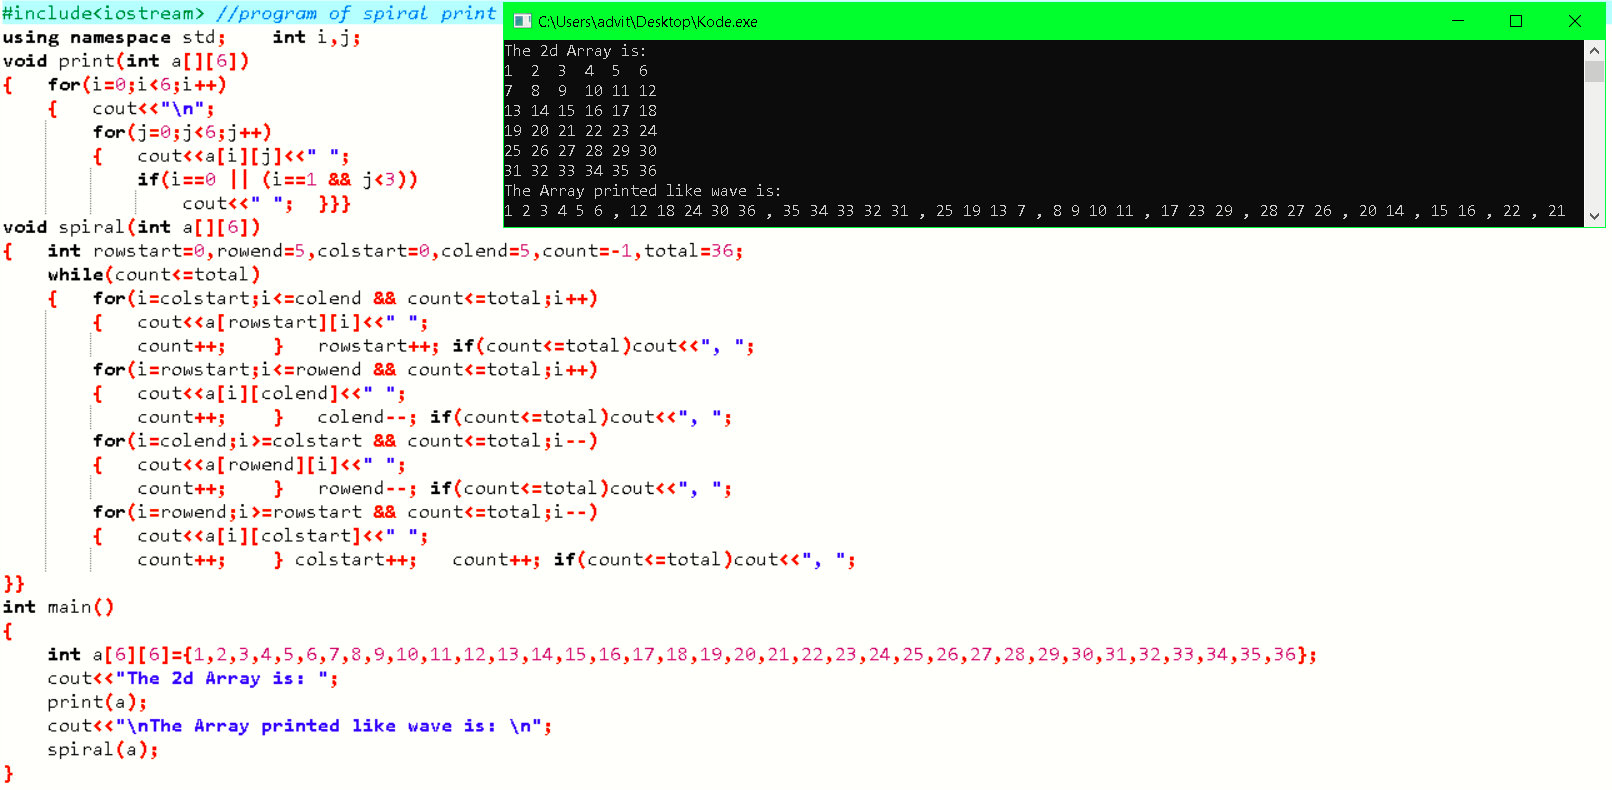 #include<iostream> //program of spiral print
using namespace std;    int i,j;
void print(int a[][6])
{   for(i=0;i<6;i++)
    {   cout<<"\n";
        for(j=0;j<6;j++)
        {   cout<<a[i][j]<<" ";
            if(i==0 || (i==1 && j<3))
                cout<<" ";  }}}
void spiral(int a[][6])
{   int rowstart=0,rowend=5,colstart=0,colend=5,count=-1,total=36;
    while(count<=total)
    {   for(i=colstart;i<=colend && count<=total;i++)
        {   cout<<a[rowstart][i]<<" ";
            count++;    }   rowstart++; if(count<=total)cout<<", ";
        for(i=rowstart;i<=rowend && count<=total;i++)
        {   cout<<a[i][colend]<<" ";
            count++;    }   colend--; if(count<=total)cout<<", ";
        for(i=colend;i>=colstart && count<=total;i--)
        {   cout<<a[rowend][i]<<" ";
            count++;    }   rowend--; if(count<=total)cout<<", ";
        for(i=rowend;i>=rowstart && count<=total;i--)
        {   cout<<a[i][colstart]<<" ";
            count++;    } colstart++;   count++; if(count<=total)cout<<", ";
}}
int main()
{
    int a[6][6]={1,2,3,4,5,6,7,8,9,10,11,12,13,14,15,16,17,18,19,20,21,22,23,24,25,26,27,28,29,30,31,32,33,34,35,36};
    cout<<"The 2d Array is: ";
    print(a);
    cout<<"\nThe Array printed like wave is: \n";
    spiral(a);
}
C:\Users\advit\Desktop\Kode.exe
The 2d Array is:
1  2  3  4  5  6
7  8  9  10 11 12
13 14 15 16 17 18
19 20 21 22 23 24
25 26 27 28 29 30
31 32 33 34 35 36
The Array printed like wave is:
1 2 3 4 5 6 , 12 18 24 30 36 , 35 34 33 32 31 , 25 19 13 7 , 8 9 10 11 , 17 23 29 , 28 27 26 , 20 14 , 15 16 , 22 , 21